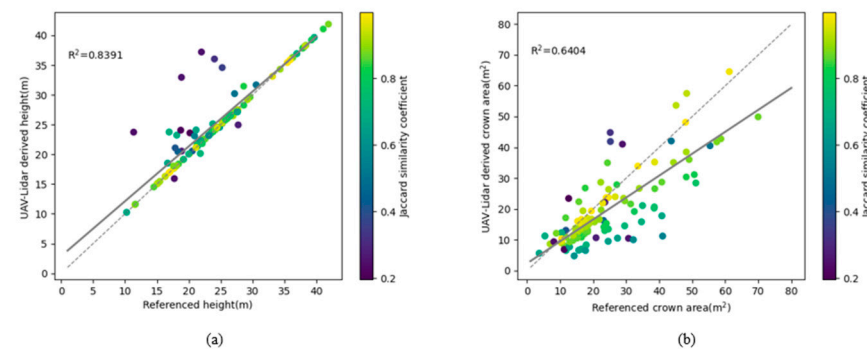 R²=0.8391
UAV-Lidar derived height(m)
40
35
30
25
20
15
10
5
0
0 5 10 15 20 25 30 35 40
Referenced height(m)
0.8
0.6
0.4
0.2
Jaccard similarity coefficient
(a)
R²=0.6404
UAV-Lidar derived crown area(m²)
80
70
60
50
40
30
20
10
0
0 10 20 30 40 50 60 70 80
Referenced crown area(m²)
0.8
0.6
0.4
0.2
Jaccard similarity coefficient
(b)